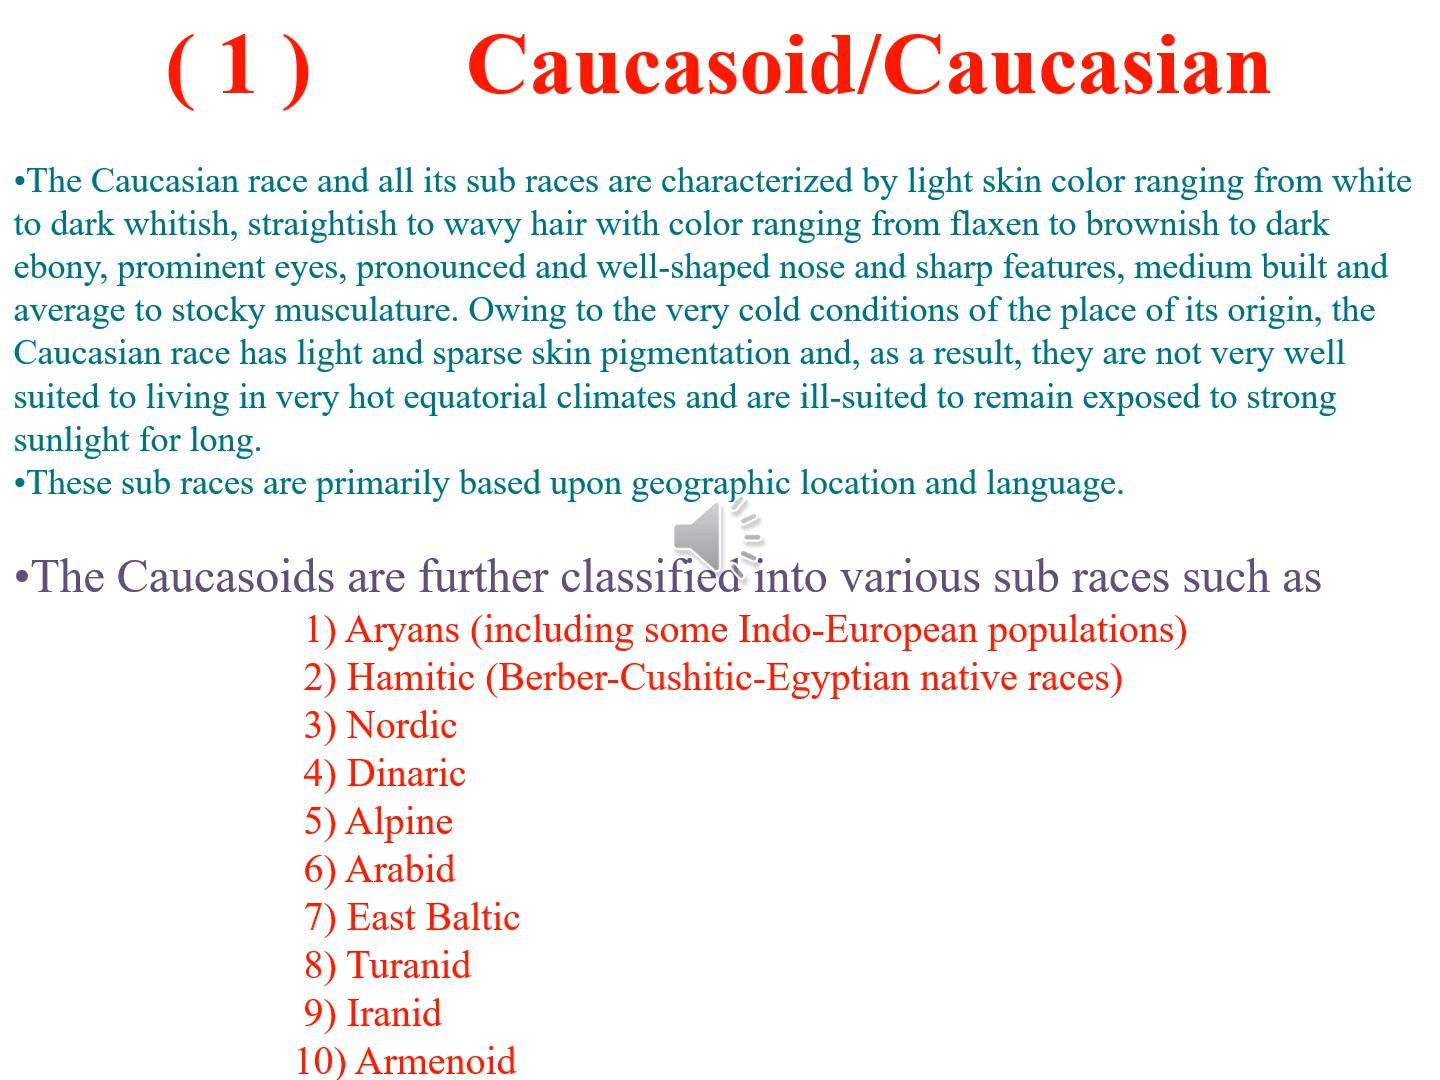 ( 1 ) Caucasoid/Caucasian
•The Caucasian race and all its sub races are characterized by light skin color ranging from white
to dark whitish, straightish to wavy hair with color ranging from flaxen to brownish to dark
ebony, prominent eyes, pronounced and well-shaped nose and sharp features, medium built and
average to stocky musculature. Owing to the very cold conditions of the place of its origin, the
Caucasian race has light and sparse skin pigmentation and, as a result, they are not very well
suited to living in very hot equatorial climates and are ill-suited to remain exposed to strong
sunlight for long.
•These sub races are primarily based upon geographic location and language.
•The Caucasoids are further classified into various sub races such as
1) Aryans (including some Indo-European populations)
2) Hamitic (Berber-Cushitic-Egyptian native races)
3) Nordic
4) Dinaric
5) Alpine
6) Arabid
7) East Baltic
8) Turanid
9) Iranid
10) Armenoid